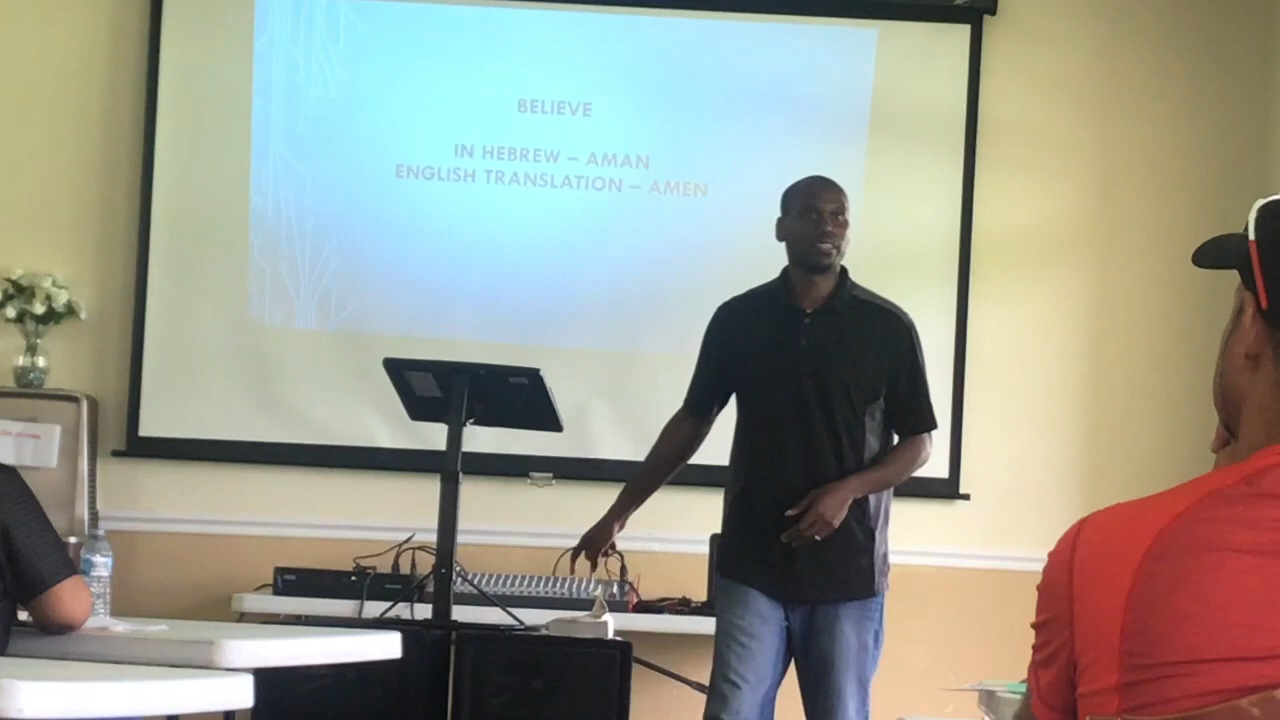 BELIEVE
IN HEBREW – AMAN
ENGLISH TRANSLATION – AMEN